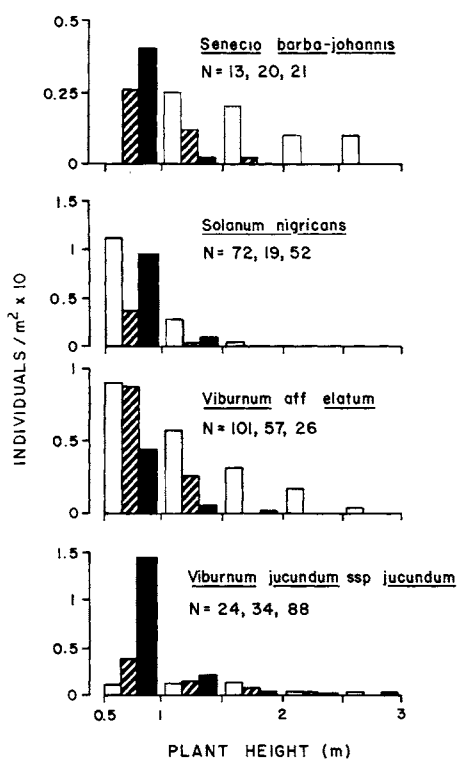 INDIVIDUALS / m² x 10
0.5
0.25
0
Senecio barba-johannis
N = 13, 20, 21
1.5
1
0.5
0
Solanum nigricans
N = 72, 19, 52
1
0.5
0
Viburnum aff elatum
N = 101, 57, 26
1.5
1
0.5
0
Viburnum jucundum ssp jucundum
N = 24, 34, 88
0.5 1 2 3
PLANT HEIGHT (m)